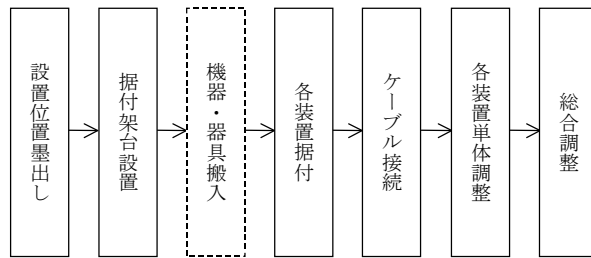 設置位置墨出し
据付架台設置
機器・器具搬入
各装置据付
ケーブル接続
各装置単体調整
総合調整